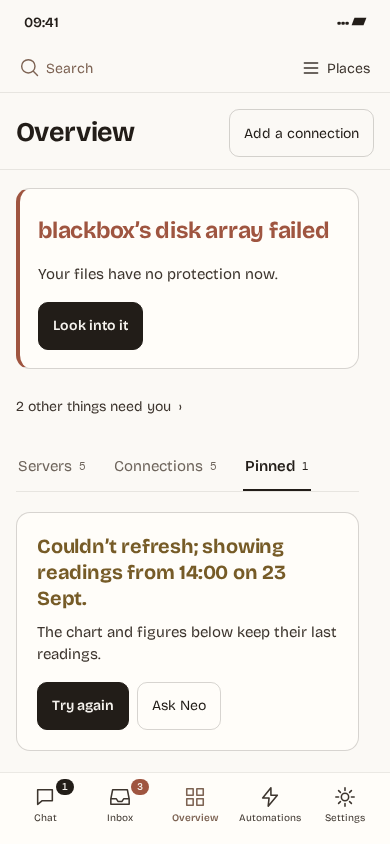 09:41
Search
Places
Overview
Add a connection
blackbox's disk array failed
Your files have no protection now.
Look into it
2 other things need you ›
Servers 5
Connections 5
Pinned 1
Couldn't refresh; showing
readings from 14:00 on 23
Sept.
The chart and figures below keep their last
readings.
Try again
Ask Neo
1
3
Chat
Inbox
Overview
Automations
Settings